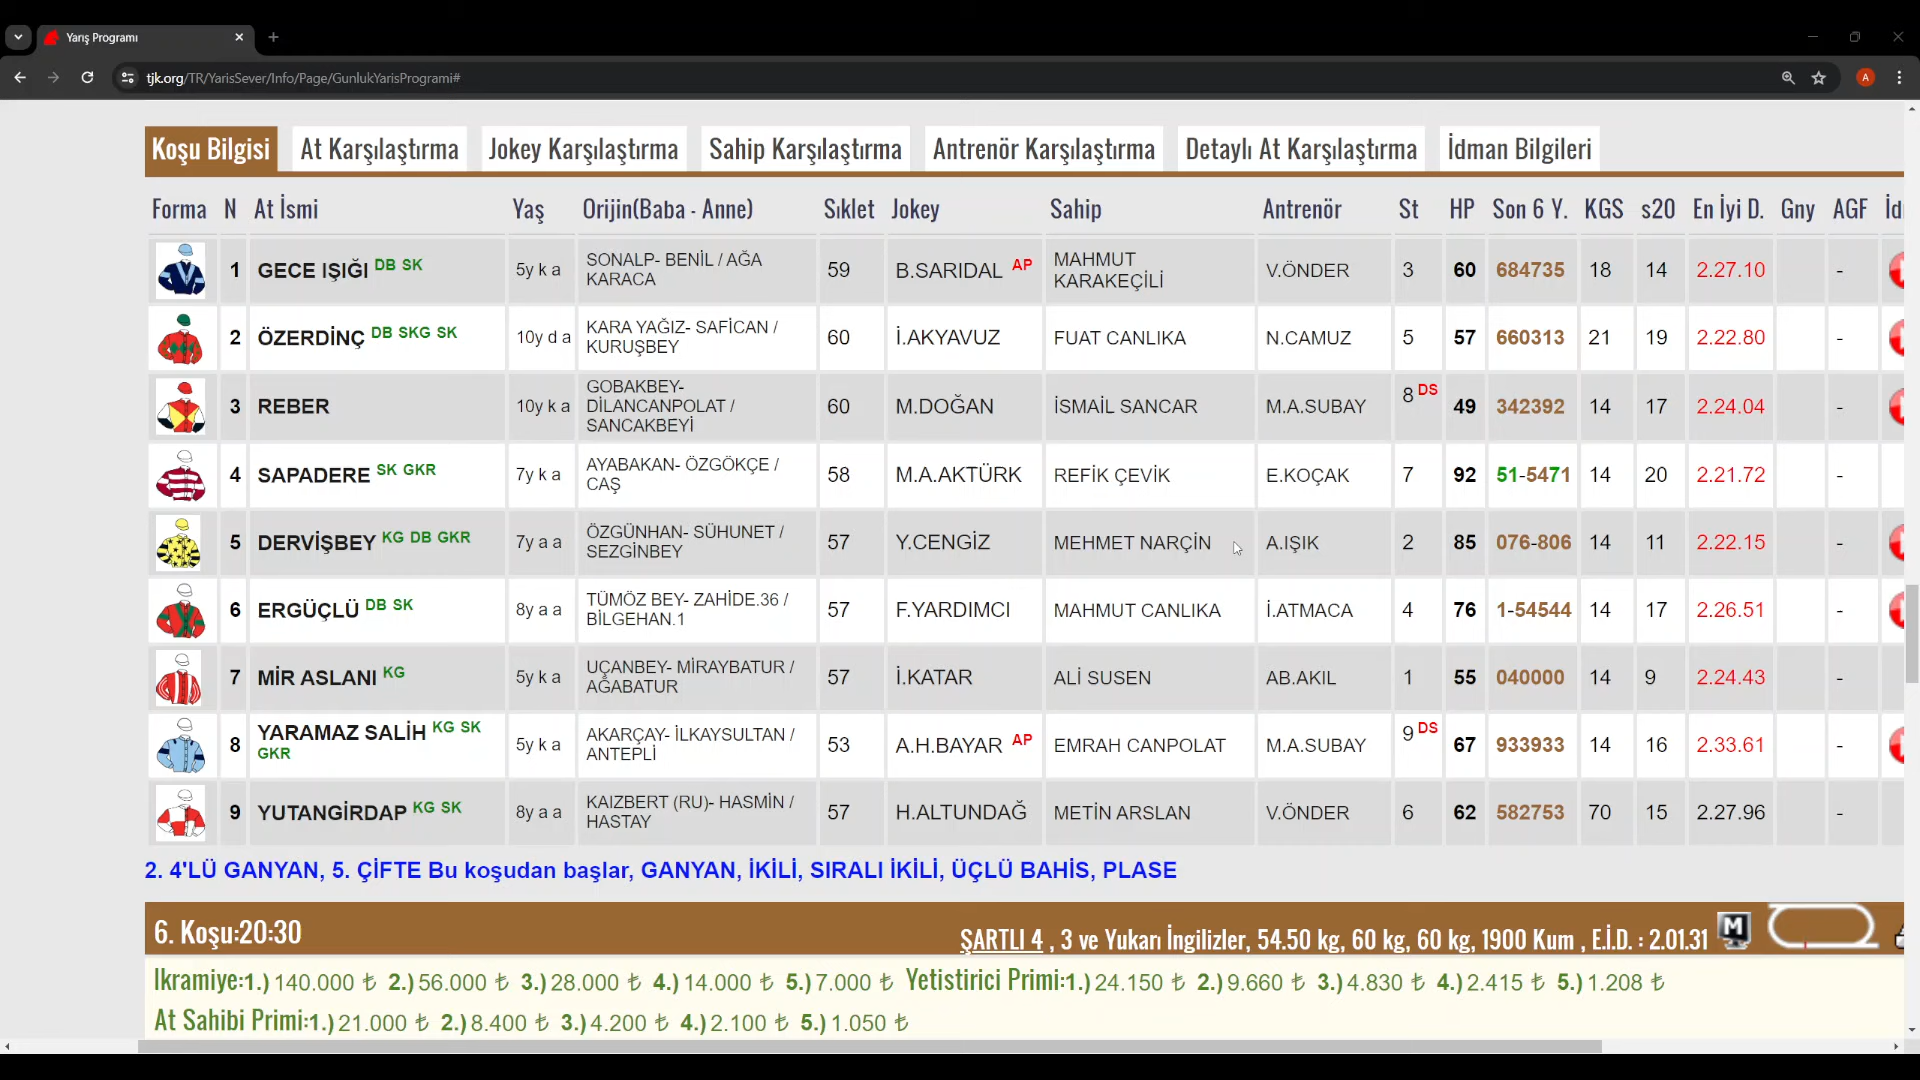 Yarış Programı
tjk.org/TR/YarisSever/Info/Page/GunlukYarisProgrami#
A
Koşu Bilgisi At Karşılaştırma Jokey Karşılaştırma Sahip Karşılaştırma Antrenör Karşılaştırma Detaylı At Karşılaştırma İdman Bilgileri
Forma N At İsmi Yaş Orijin(Baba - Anne) Sıklet Jokey Sahip Antrenör St HP Son 6 Y. KGS s20 En İyi D. Gny AGF
1 GECE IŞIĞI DB SK 5y k a SONALP- BENİL / AĞA KARACA 59 B.SARIDAL AP MAHMUT KARAKEÇİLİ V.ÖNDER 3 60 684735 18 14 2.27.10 -
2 ÖZERDİNÇ DB SKG SK 10y d a KARA YAĞIZ- SAFİCAN / KURUŞBEY 60 İ.AKYAVUZ FUAT CANLIKA N.CAMUZ 5 57 660313 21 19 2.22.80 -
3 REBER 10y k a GOBAKBEY- DİLANCANPOLAT / SANCAKBEYİ 60 M.DOĞAN İSMAİL SANCAR M.A.SUBAY 8 DS 49 342392 14 17 2.24.04 -
4 SAPADERE SK GKR 7y k a AYABAKAN- ÖZGÖKÇE / CAŞ 58 M.A.AKTÜRK REFİK ÇEVİK E.KOÇAK 7 92 51-5471 14 20 2.21.72 -
5 DERVİŞBEY KG DB GKR 7y a a ÖZGÜNHAN- SÜHUNET / SEZGİNBEY 57 Y.CENGİZ MEHMET NARÇİN A.IŞIK 2 85 076-806 14 11 2.22.15 -
6 ERGÜÇLÜ DB SK 8y a a TÜMÖZ BEY- ZAHİDE.36 / BİLGEHAN.1 57 F.YARDIMCI MAHMUT CANLIKA İ.ATMACA 4 76 1-54544 14 17 2.26.51 -
7 MİR ASLANI KG 5y k a UÇANBEY- MİRAYBATUR / AĞABATUR 57 İ.KATAR ALİ SUSEN AB.AKIL 1 55 040000 14 9 2.24.43 -
8 YARAMAZ SALİH KG SK GKR 5y k a AKARÇAY- İLKAYSULTAN / ANTEPLİ 53 A.H.BAYAR AP EMRAH CANPOLAT M.A.SUBAY 9 DS 67 933933 14 16 2.33.61 -
9 YUTANGİRDAP KG SK 8y a a KAIZBERT (RU)- HASMİN / HASTAY 57 H.ALTUNDAĞ METİN ARSLAN V.ÖNDER 6 62 582753 70 15 2.27.96 -
2. 4'LÜ GANYAN, 5. ÇİFTE Bu koşudan başlar, GANYAN, İKİLİ, SIRALI İKİLİ, ÜÇLÜ BAHİS, PLASE
6. Koşu:20:30 ŞARTLI 4 , 3 ve Yukarı İngilizler, 54.50 kg, 60 kg, 60 kg, 1900 Kum , E.İ.D. : 2.01.31 M
Ikramiye:1.) 140.000 ₺ 2.) 56.000 ₺ 3.) 28.000 ₺ 4.) 14.000 ₺ 5.) 7.000 ₺ Yetistirici Primi:1.) 24.150 ₺ 2.) 9.660 ₺ 3.) 4.830 ₺ 4.) 2.415 ₺ 5.) 1.208 ₺
At Sahibi Primi:1.) 21.000 ₺ 2.) 8.400 ₺ 3.) 4.200 ₺ 4.) 2.100 ₺ 5.) 1.050 ₺